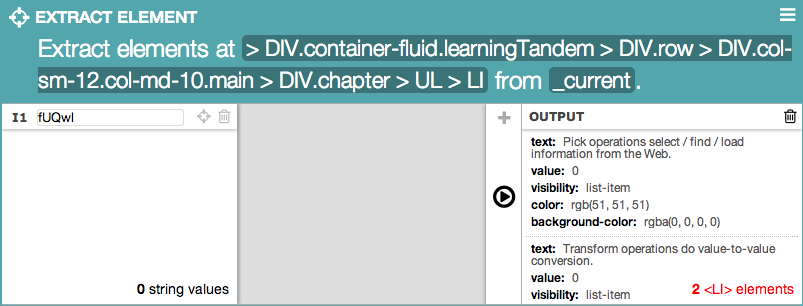 EXTRACT ELEMENT
Extract elements at > DIV.container-fluid.learningTandem > DIV.row > DIV.col-
sm-12.col-md-10.main > DIV.chapter > UL > LI from _current .
I1 fUQwI
0 string values
OUTPUT
text: Pick operations select / find / load
information from the Web.
value: 0
visibility: list-item
color: rgb(51, 51, 51)
background-color: rgba(0, 0, 0, 0)
text: Transform operations do value-to-value
conversion.
value: 0
visibility: list-item
2 <LI> elements